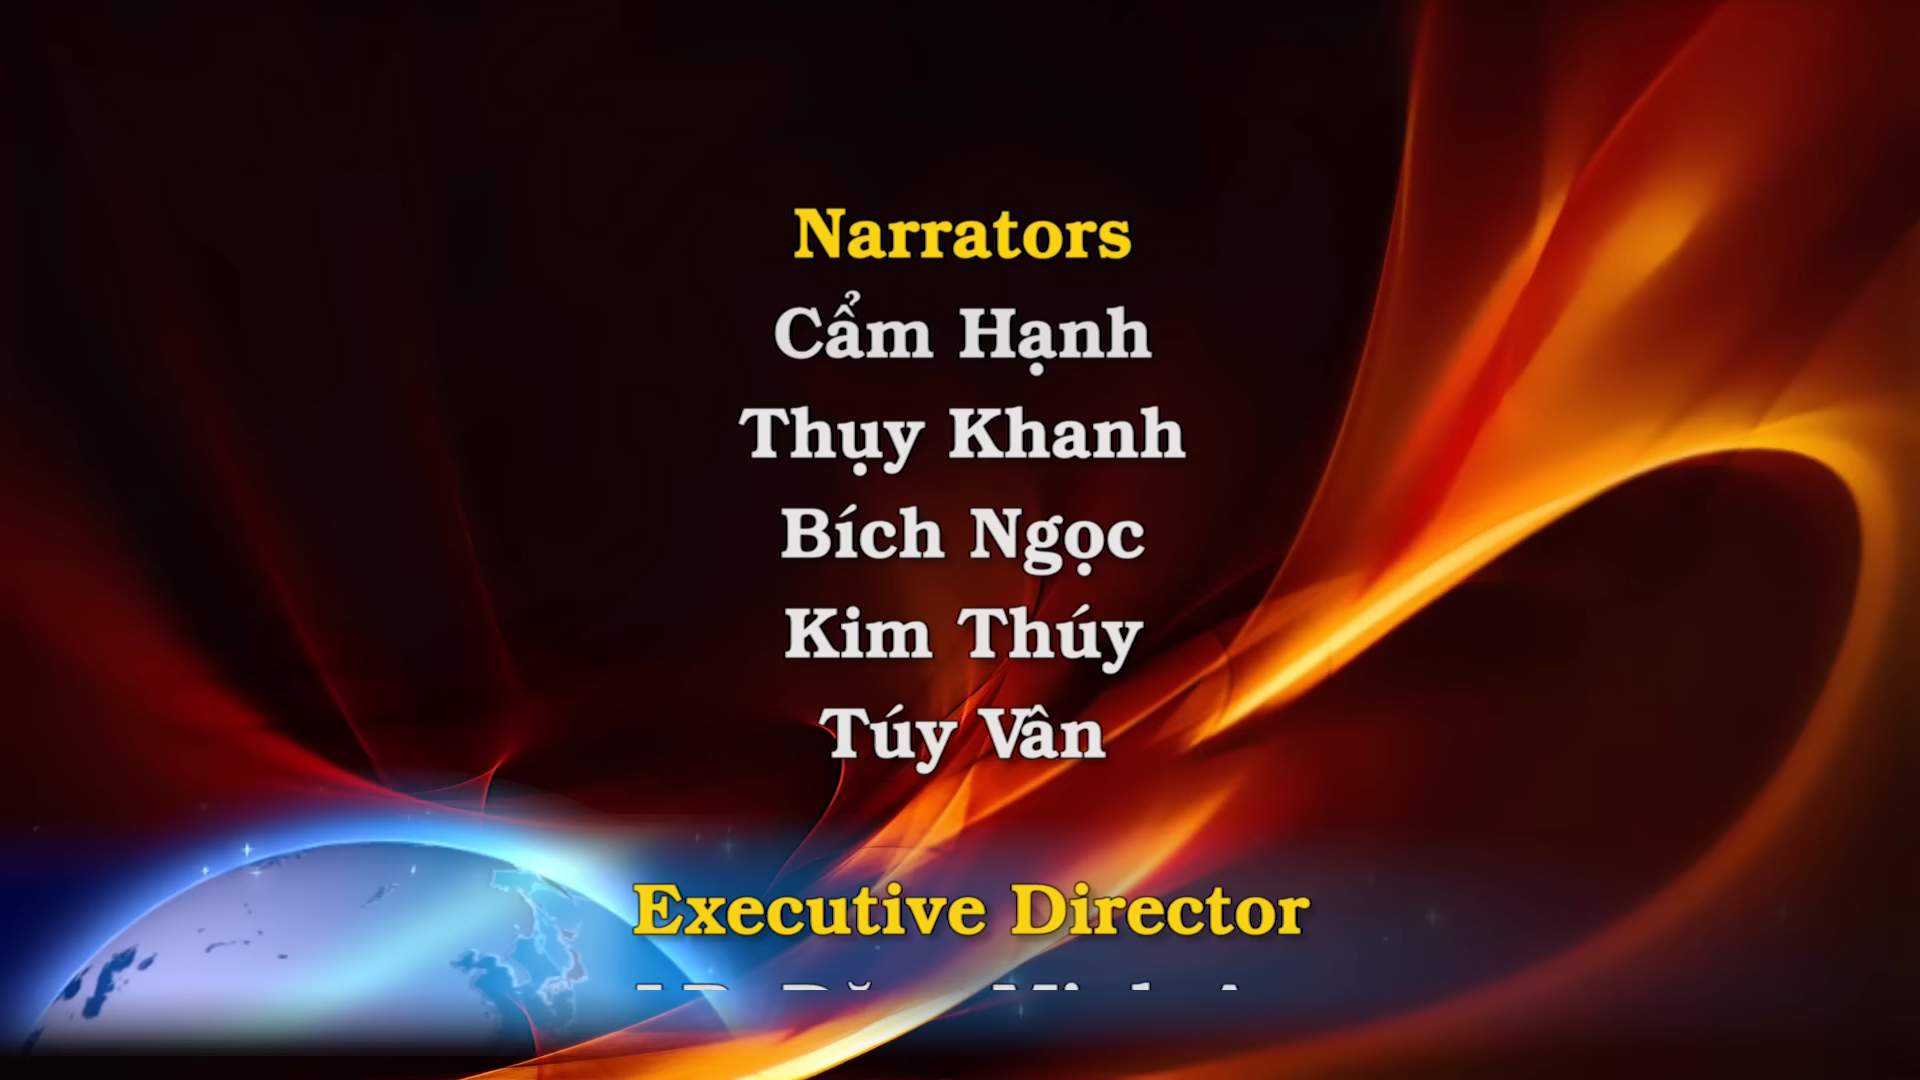 Narrators
Cẩm Hạnh
Thụy Khanh
Bích Ngọc
Kim Thúy
Túy Vân
Executive Director